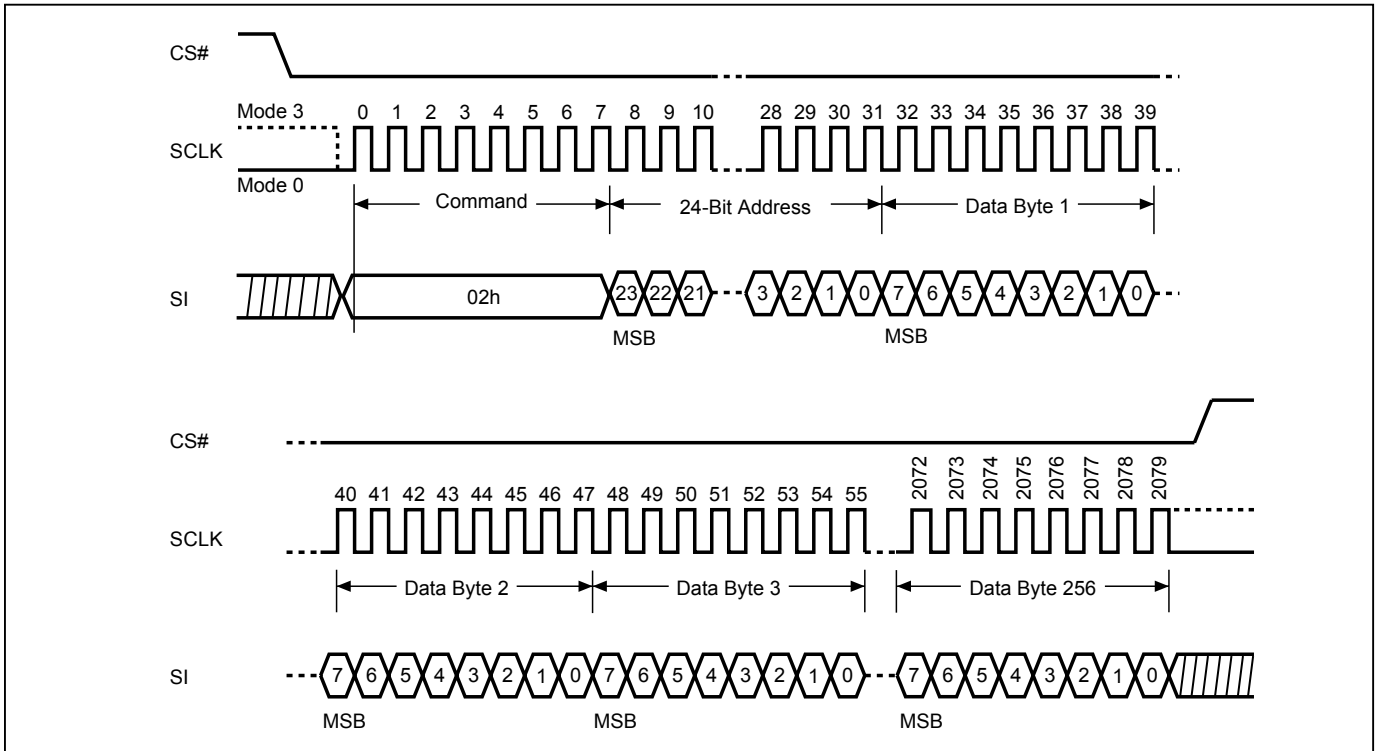 CS#
Mode 3
0 1 2 3 4 5 6 7 8 9 10 28 29 30 31 32 33 34 35 36 37 38 39
SCLK
Mode 0
Command 24-Bit Address Data Byte 1
SI 02h 23 22 21 3 2 1 0 7 6 5 4 3 2 1 0
MSB MSB
CS#
40 41 42 43 44 45 46 47 48 49 50 51 52 53 54 55 2072 2073 2074 2075 2076 2077 2078 2079
SCLK
Data Byte 2 Data Byte 3 Data Byte 256
SI 7 6 5 4 3 2 1 0 7 6 5 4 3 2 1 0 7 6 5 4 3 2 1 0
MSB MSB MSB